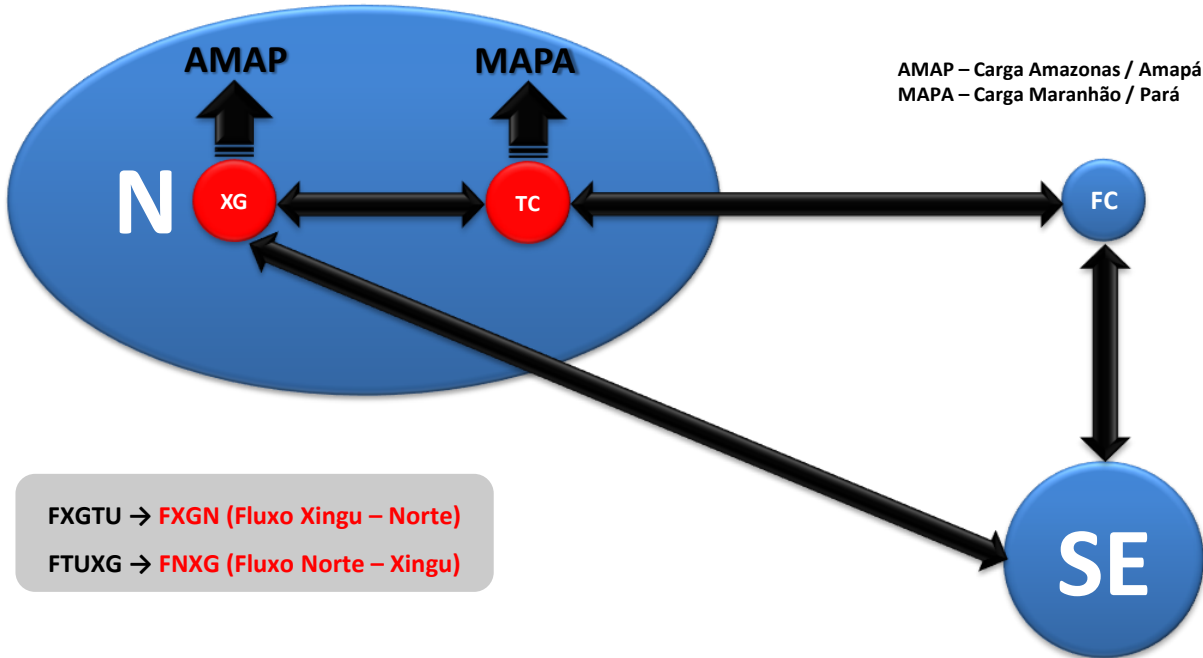 AMAP
MAPA
AMAP – Carga Amazonas / Amapá
MAPA – Carga Maranhão / Pará
N
XG
TC
FC
FXGTU → FXGN (Fluxo Xingu – Norte)
FTUXG → FNXG (Fluxo Norte – Xingu)
SE